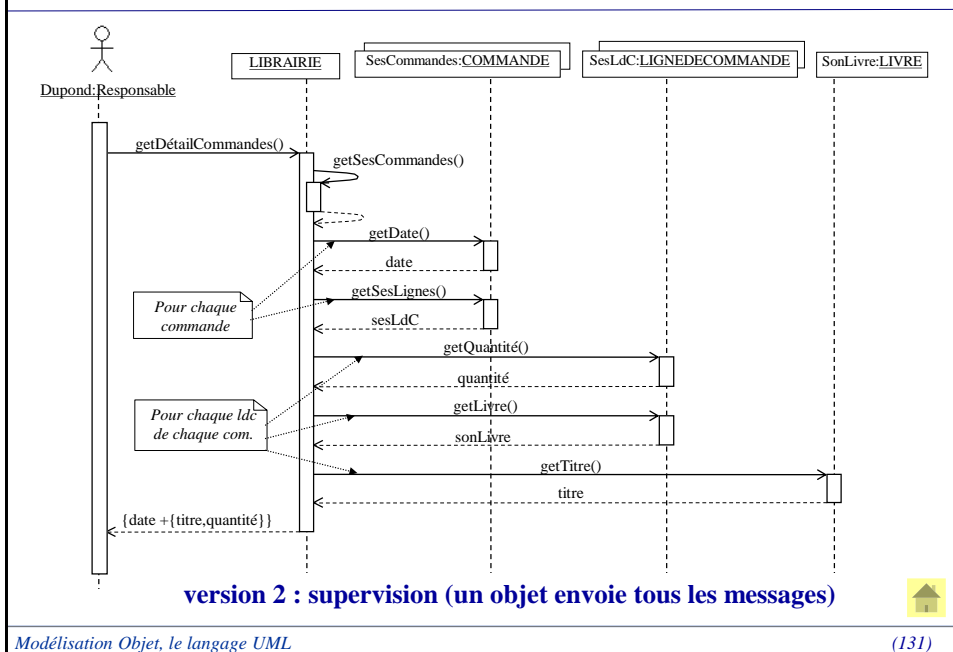 LIBRAIRIE
SesCommandes:COMMANDE
SesLdC:LIGNEDECOMMANDE
SonLivre:LIVRE
Dupond:Responsable
getDétailCommandes()
getSesCommandes()
getDate()
date
Pour chaque
commande
getSesLignes()
sesLdC
getQuantité()
quantité
Pour chaque ldc
de chaque com.
getLivre()
sonLivre
getTitre()
titre
{date +{titre,quantité}}
version 2 : supervision (un objet envoie tous les messages)
Modélisation Objet, le langage UML
(131)